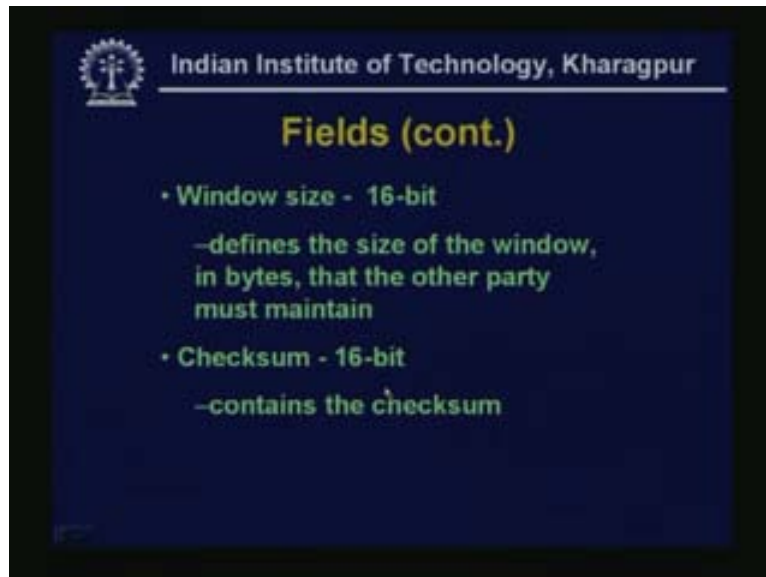 Indian Institute of Technology, Kharagpur
Fields (cont.)
• Window size - 16-bit
–defines the size of the window,
in bytes, that the other party
must maintain
• Checksum - 16-bit
–contains the checksum